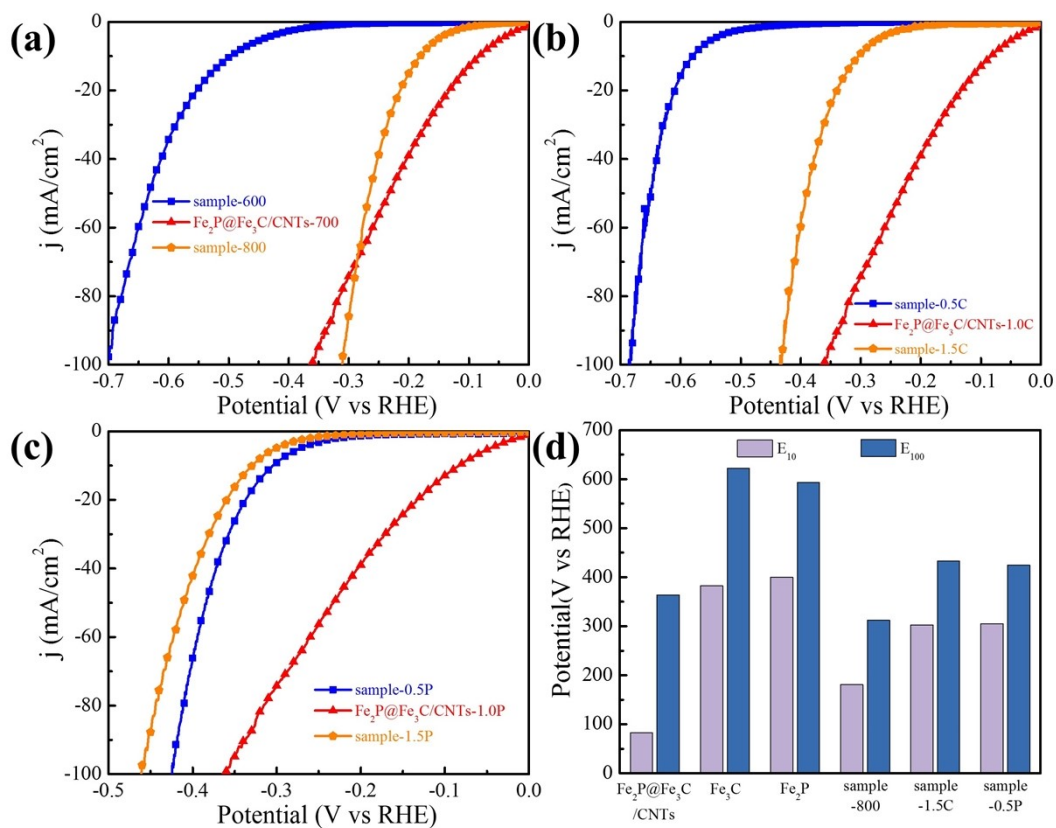 (a)
0
-20
-40
-60
-80
-100
j (mA/cm²)
sample-600
Fe₂P@Fe₃C/CNTs-700
sample-800
-0.7 -0.6 -0.5 -0.4 -0.3 -0.2 -0.1 0.0
Potential (V vs RHE)
(b)
0
-20
-40
-60
-80
-100
j (mA/cm²)
sample-0.5C
Fe₂P@Fe₃C/CNTs-1.0C
sample-1.5C
-0.7 -0.6 -0.5 -0.4 -0.3 -0.2 -0.1 0.0
Potential (V vs RHE)
(c)
0
-20
-40
-60
-80
-100
j (mA/cm²)
sample-0.5P
Fe₂P@Fe₃C/CNTs-1.0P
sample-1.5P
-0.5 -0.4 -0.3 -0.2 -0.1 0.0
Potential (V vs RHE)
(d)
700
600
500
400
300
200
100
0
Potential(V vs RHE)
E₁₀ E₁₀₀
Fe₂P@Fe₃C Fe₃C Fe₂P sample sample sample
/CNTs -800 -1.5C -0.5P